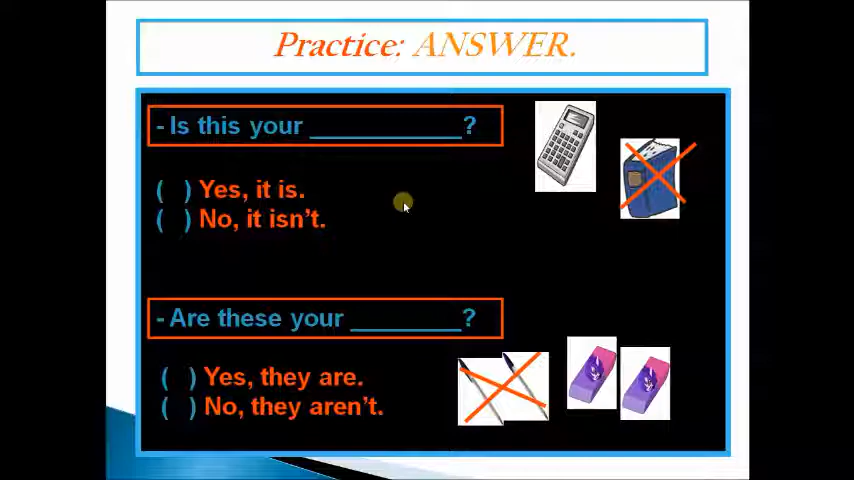 Practice: ANSWER.
- Is this your ___________?
( ) Yes, it is.
( ) No, it isn't.
- Are these your ________?
( ) Yes, they are.
( ) No, they aren't.